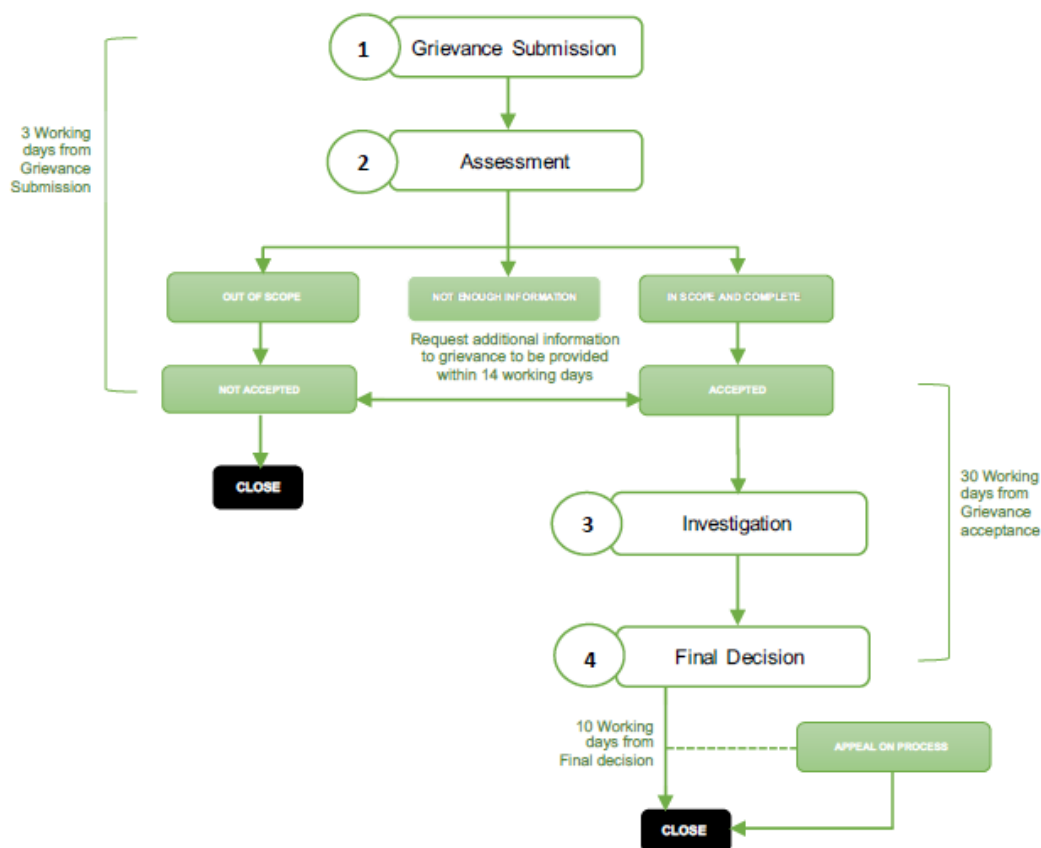 1
Grievance Submission
3 Working
days from
Grievance
Submission
2
Assessment
OUT OF SCOPE
NOT ENOUGH INFORMATION
IN SCOPE AND COMPLETE
Request additional information
to grievance to be provided
within 14 working days
NOT ACCEPTED
ACCEPTED
CLOSE
30 Working
days from
Grievance
acceptance
3
Investigation
4
Final Decision
10 Working
days from
Final decision
APPEAL ON PROCESS
CLOSE